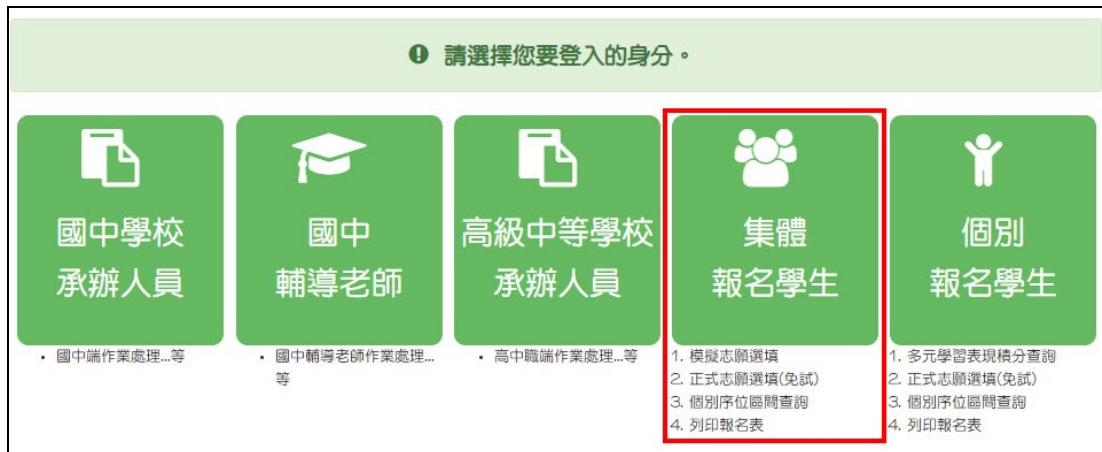 請選擇您要登入的身分。
國中學校
承辦人員
國中
輔導老師
高級中等學校
承辦人員
集體
報名學生
個別
報名學生
• 國中端作業處理...等
• 國中輔導老師作業處理...
等
• 高中職端作業處理...等
1. 模擬志願選填
2. 正式志願選填(免試)
3. 個別序位區間查詢
4. 列印報名表
1. 多元學習表現積分查詢
2. 正式志願選填(免試)
3. 個別序位區間查詢
4. 列印報名表